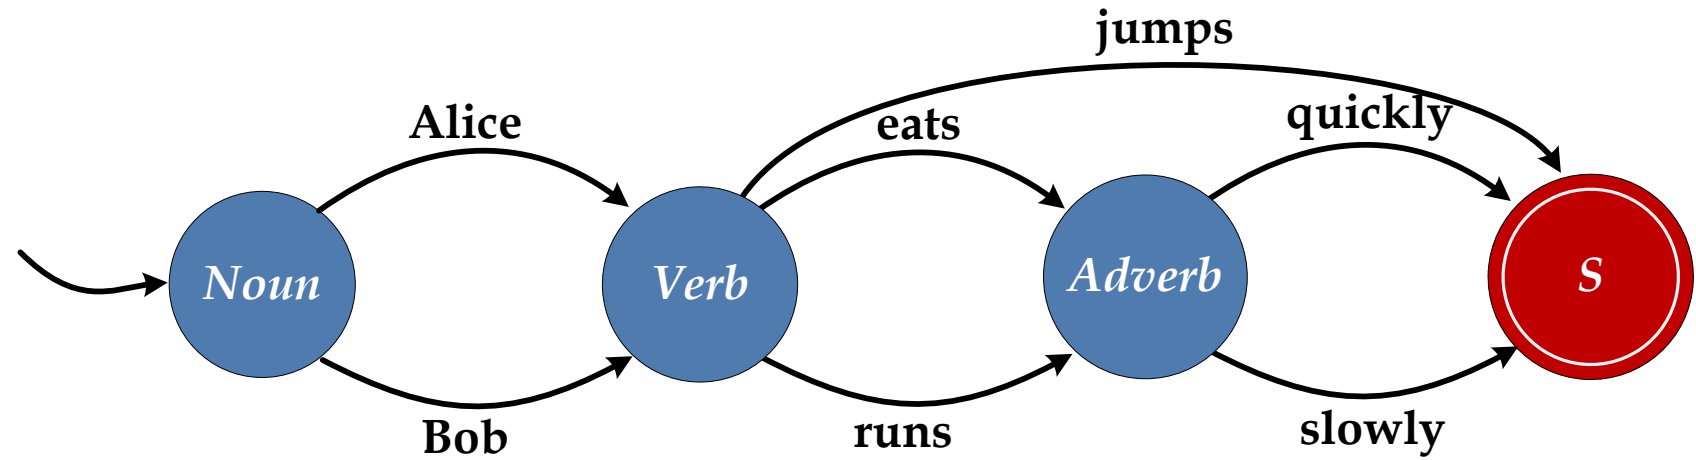 jumps
Alice
eats
quickly
Noun
Verb
Adverb
S
Bob
runs
slowly